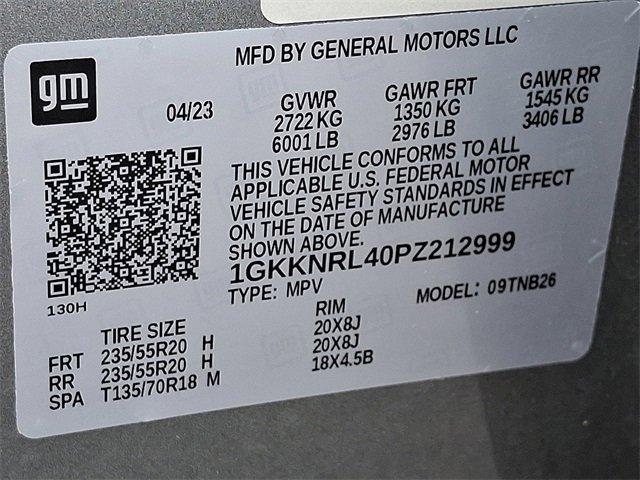 MFD BY GENERAL MOTORS LLC
gm
04/23
GVWR GAWR FRT GAWR RR
2722 KG 1350 KG 1545 KG
6001 LB 2976 LB 3406 LB
THIS VEHICLE CONFORMS TO ALL
APPLICABLE U.S. FEDERAL MOTOR
VEHICLE SAFETY STANDARDS IN EFFECT
ON THE DATE OF MANUFACTURE
SHOWN ABOVE.
1GKKNRL40PZ212999
TYPE: MPV MODEL: 09TNB26
130H
TIRE SIZE RIM
FRT 235/55R20 H 20X8J
RR 235/55R20 H 20X8J
SPA T135/70R18 M 18X4.5B